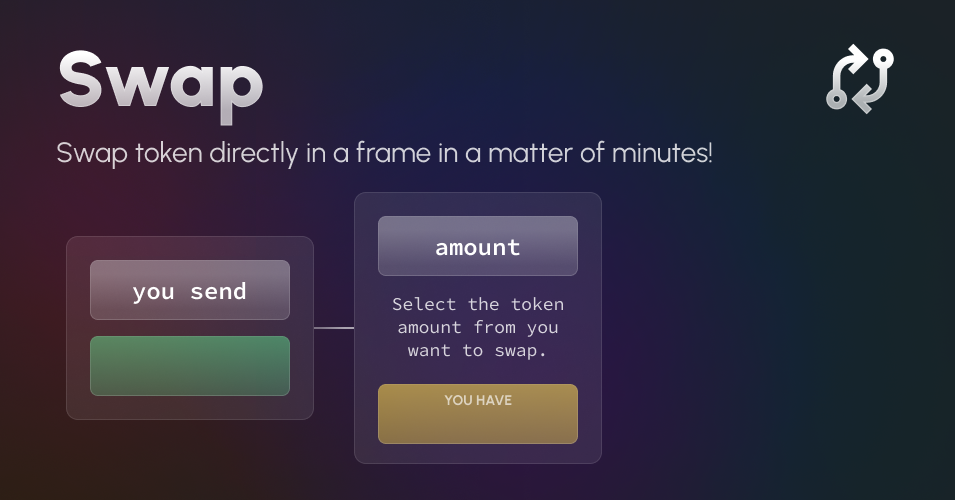 Swap
Swap token directly in a frame in a matter of minutes!
you send
amount
Select the token
amount from you
want to swap.
YOU HAVE